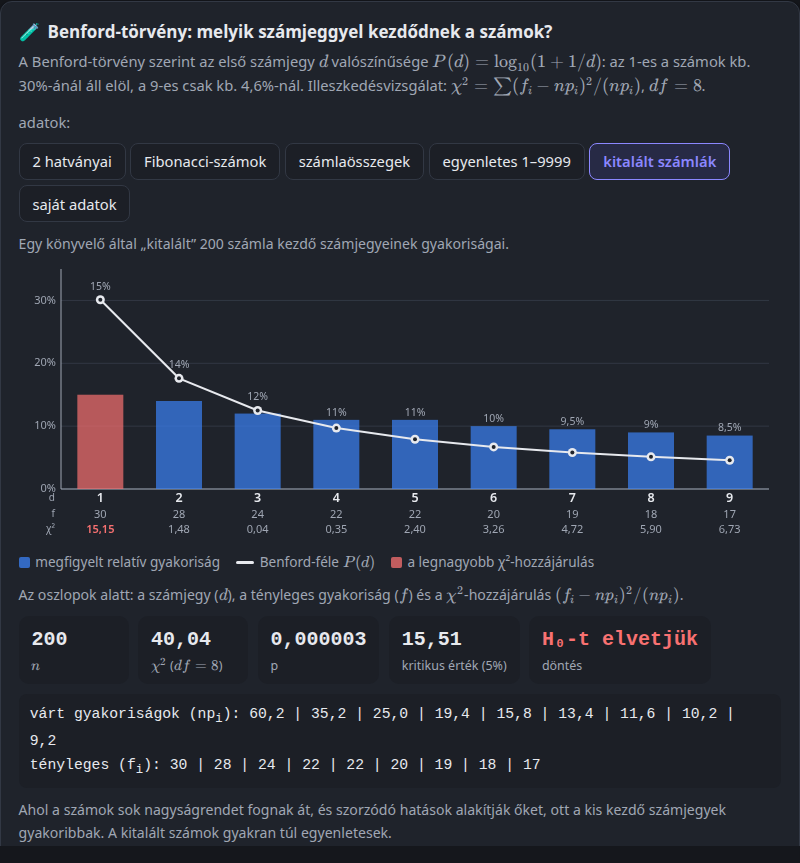 🧪 Benford-törvény: melyik számjeggyel kezdődnek a számok?
A Benford-törvény szerint az első számjegy d valószínűsége P(d) = log₁₀(1 + 1/d): az 1-es a számok kb.
30%-ánál áll elöl, a 9-es csak kb. 4,6%-nál. Illeszkedésvizsgálat: χ² = ∑(fᵢ − npᵢ)²/(npᵢ), df = 8.
adatok:
2 hatványai Fibonacci-számok számlaösszegek egyenletes 1–9999 kitalált számlák
saját adatok
Egy könyvelő által „kitalált” 200 számla kezdő számjegyeinek gyakoriságai.
30%
20%
10%
0%
15% 14% 12% 11% 11% 10% 9,5% 9% 8,5%
d 1 2 3 4 5 6 7 8 9
f 30 28 24 22 22 20 19 18 17
χ² 15,15 1,48 0,04 0,35 2,40 3,26 4,72 5,90 6,73
megfigyelt relatív gyakoriság Benford-féle P(d) a legnagyobb χ²-hozzájárulás
Az oszlopok alatt: a számjegy (d), a tényleges gyakoriság (f) és a χ²-hozzájárulás (fᵢ − npᵢ)²/(npᵢ).
200 40,04 0,000003 15,51 H₀-t elvetjük
n χ² (df = 8) p kritikus érték (5%) döntés
várt gyakoriságok (npᵢ): 60,2 | 35,2 | 25,0 | 19,4 | 15,8 | 13,4 | 11,6 | 10,2 |
9,2
tényleges (fᵢ): 30 | 28 | 24 | 22 | 22 | 20 | 19 | 18 | 17
Ahol a számok sok nagyságrendet fognak át, és szorzódó hatások alakítják őket, ott a kis kezdő számjegyek
gyakoribbak. A kitalált számok gyakran túl egyenletesek.